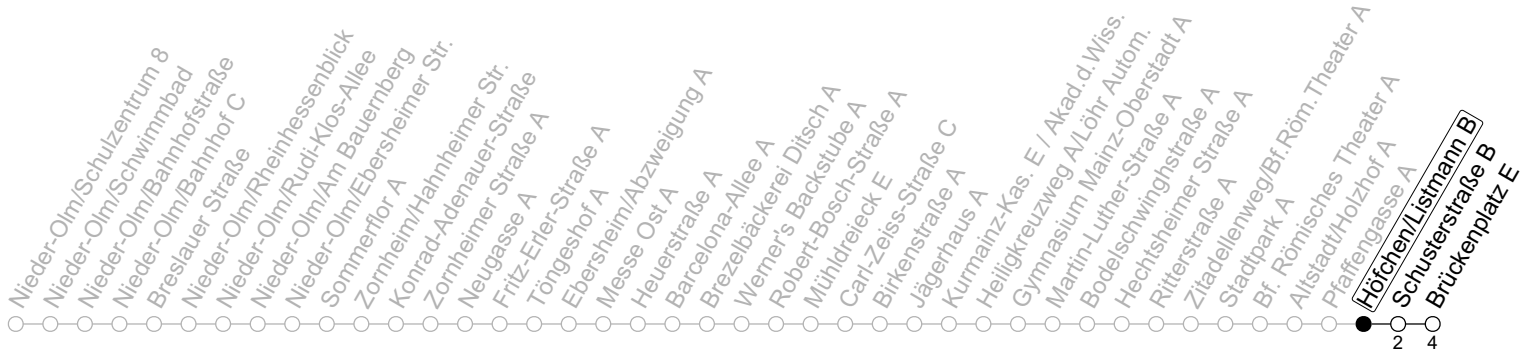 Nieder-Olm/Schulzentrum 8
Nieder-Olm/Schwimmbad
Nieder-Olm/Bahnhofstraße
Nieder-Olm/Bahnhof C
Breslauer Straße
Nieder-Olm/Rheinhessenblick
Nieder-Olm/Rudi-Klos-Allee
Nieder-Olm/Am Bauernberg
Nieder-Olm/Ebersheimer Str.
Sommerflor A
Zornheim/Hahnheimer Str.
Konrad-Adenauer-Straße
Zornheimer Straße A
Neugasse A
Fritz-Erler-Straße A
Töngeshof A
Ebersheim/Abzweigung A
Messe Ost A
Heuerstraße A
Barcelona-Allee A
Brezelbäckerei Ditsch A
Werner's Backstube A
Robert-Bosch-Straße A
Mühldreieck E
Carl-Zeiss-Straße C
Birkenstraße A
Jägerhaus A
Kurmainz-Kas. E / Akad.d.Wiss.
Heiligkreuzweg A/Löhr Autom.
Gymnasium Mainz-Oberstadt A
Martin-Luther-Straße A
Bodelschwinghstraße A
Hechtsheimer Straße A
Ritterstraße A
Zitadellenweg/Bf.Röm.Theater A
Stadtpark A
Bf. Römisches Theater A
Altstadt/Holzhof A
Pfaffengasse A
Höfchen/Listmann B
Schusterstraße B
Brückenplatz E
2 4